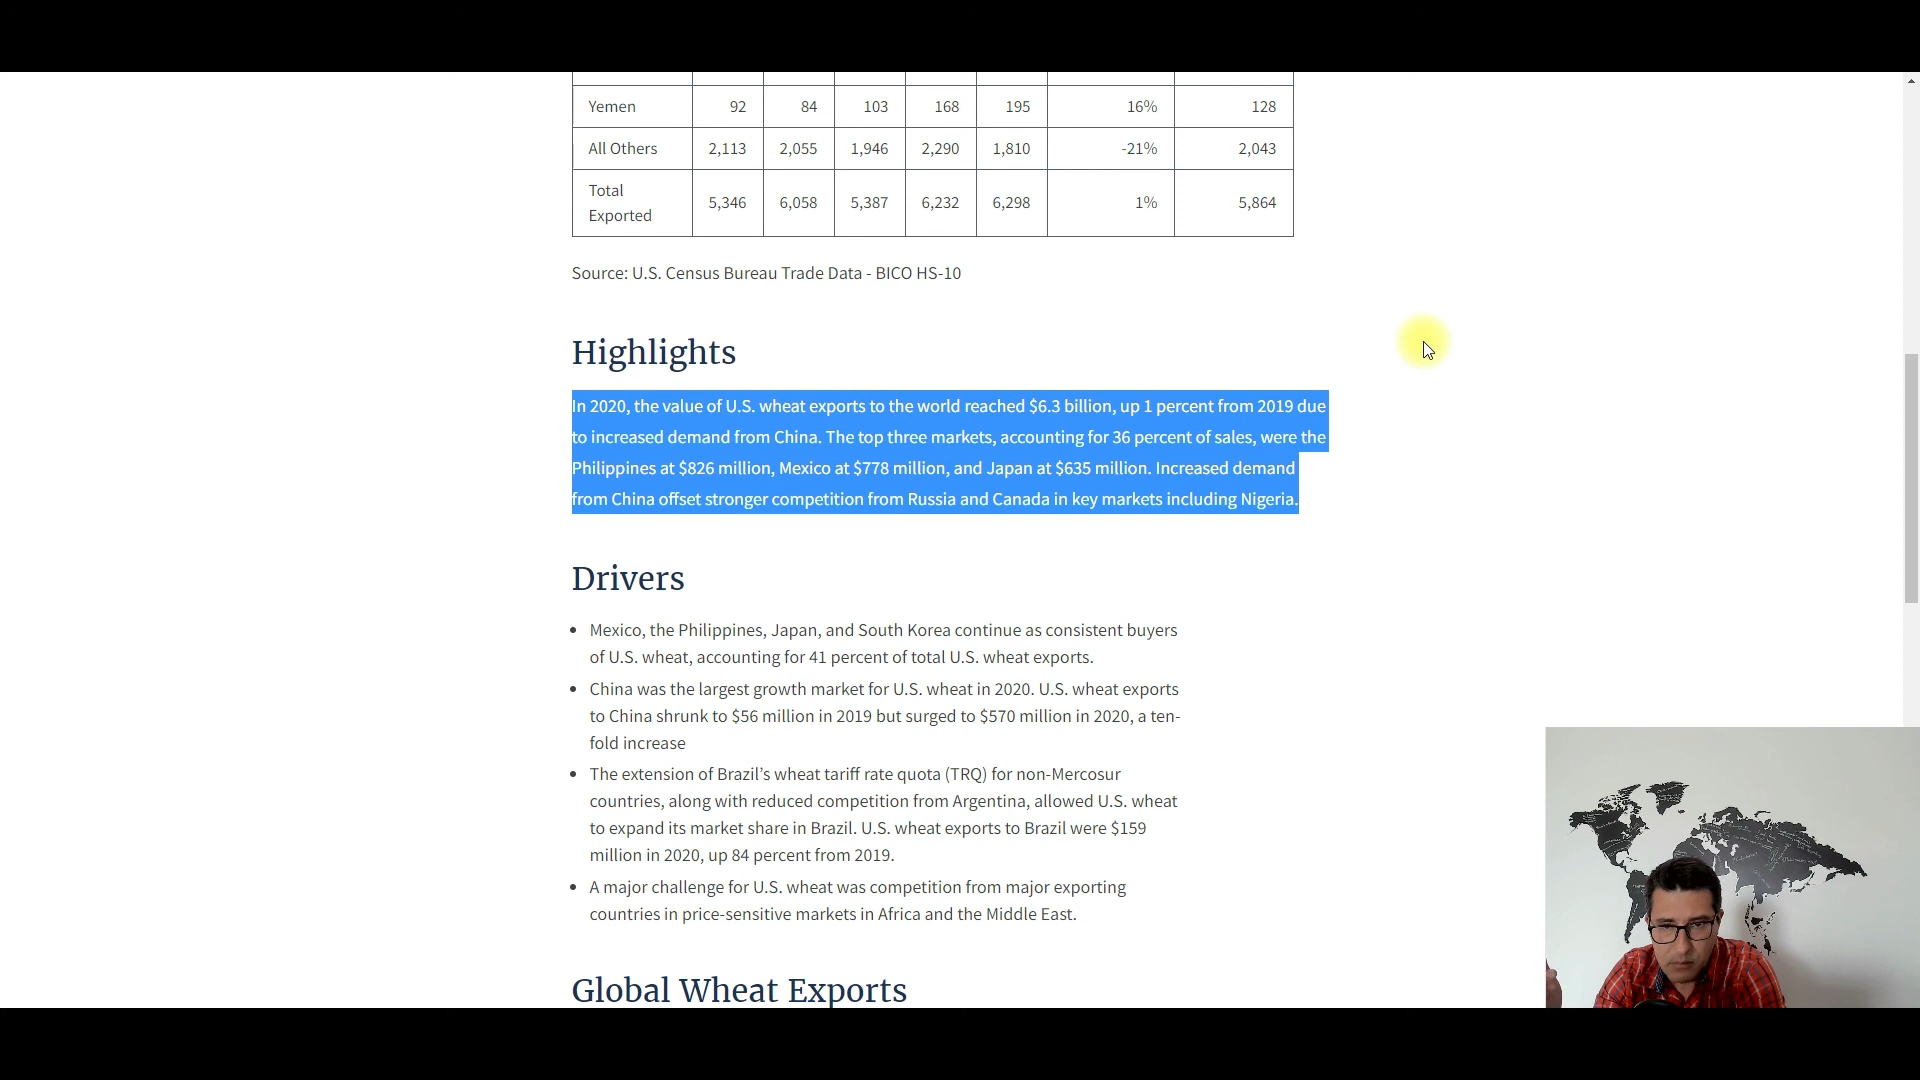 Yemen 92 84 103 168 195 16% 128
All Others 2,113 2,055 1,946 2,290 1,810 -21% 2,043
Total
Exported 5,346 6,058 5,387 6,232 6,298 1% 5,864
Source: U.S. Census Bureau Trade Data - BICO HS-10
Highlights
In 2020, the value of U.S. wheat exports to the world reached $6.3 billion, up 1 percent from 2019 due
to increased demand from China. The top three markets, accounting for 36 percent of sales, were the
Philippines at $826 million, Mexico at $778 million, and Japan at $635 million. Increased demand
from China offset stronger competition from Russia and Canada in key markets including Nigeria.
Drivers
• Mexico, the Philippines, Japan, and South Korea continue as consistent buyers
of U.S. wheat, accounting for 41 percent of total U.S. wheat exports.
• China was the largest growth market for U.S. wheat in 2020. U.S. wheat exports
to China shrunk to $56 million in 2019 but surged to $570 million in 2020, a ten-
fold increase
• The extension of Brazil’s wheat tariff rate quota (TRQ) for non-Mercosur
countries, along with reduced competition from Argentina, allowed U.S. wheat
to expand its market share in Brazil. U.S. wheat exports to Brazil were $159
million in 2020, up 84 percent from 2019.
• A major challenge for U.S. wheat was competition from major exporting
countries in price-sensitive markets in Africa and the Middle East.
Global Wheat Exports